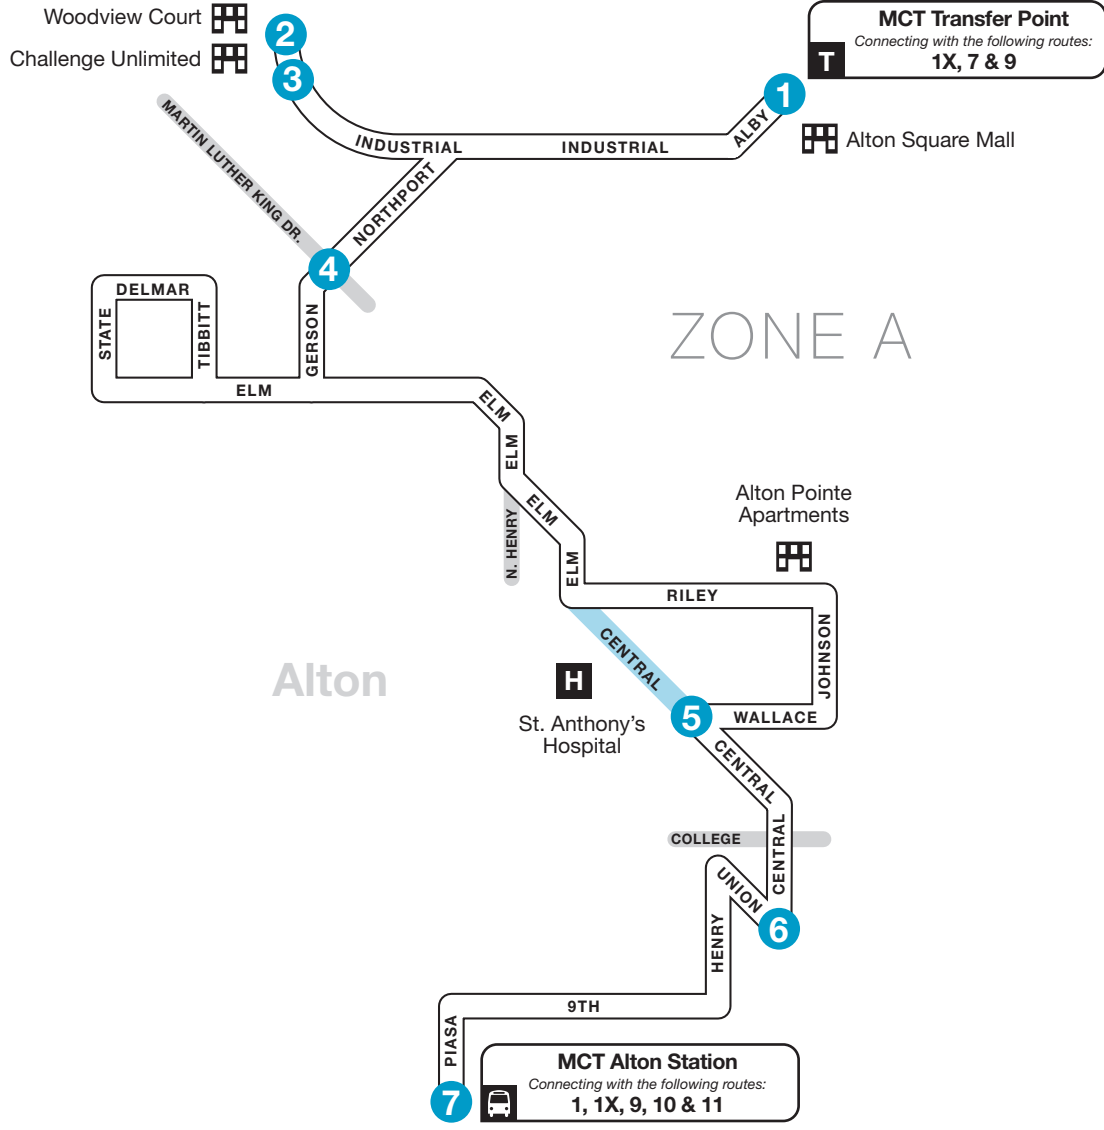 Woodview Court
2
Challenge Unlimited
3
MCT Transfer Point
Connecting with the following routes:
T
1X, 7 & 9
1
ALBY
Alton Square Mall
INDUSTRIAL
INDUSTRIAL
MARTIN LUTHER KING DR.
NORTHPORT
4
DELMAR
STATE
TIBBITT
GERSON
ZONE A
ELM
ELM
ELM
ELM
N. HENRY
ELM
Alton Pointe
Apartments
RILEY
JOHNSON
CENTRAL
Alton
H
St. Anthony's
Hospital
5
WALLACE
CENTRAL
COLLEGE
CENTRAL
UNION
6
HENRY
9TH
PIASA
7
MCT Alton Station
Connecting with the following routes:
1, 1X, 9, 10 & 11